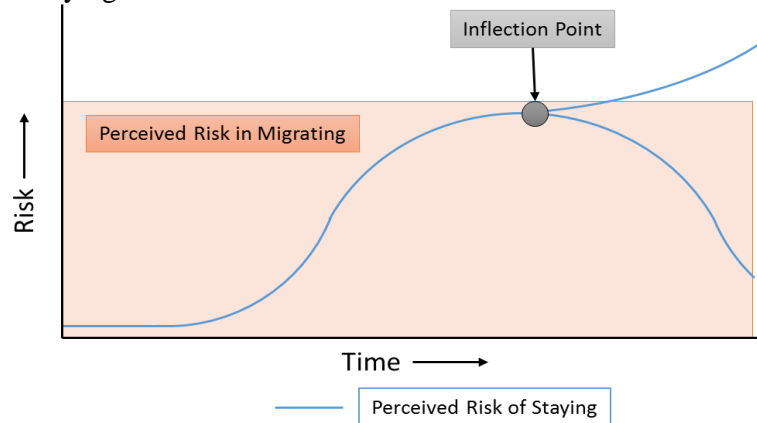 Inflection Point
Perceived Risk in Migrating
Risk
Time
Perceived Risk of Staying